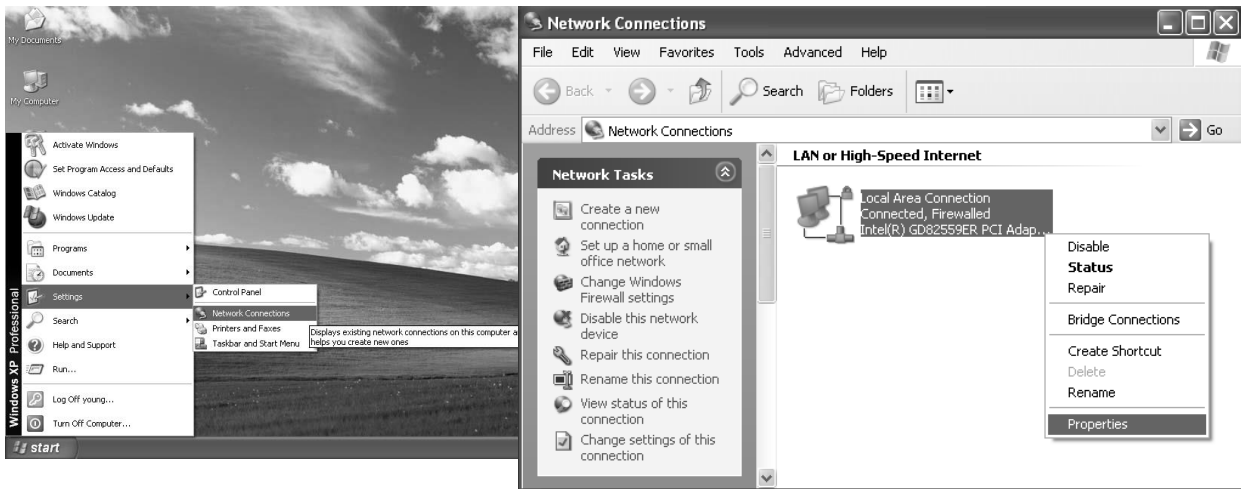 My Documents
My Computer
Activate Windows
Set Program Access and Defaults
Windows Catalog
Windows Update
Programs
Documents
Settings
Search
Help and Support
Run...
Log Off young...
Turn Off Computer...
Windows XP Professional
start
Control Panel
Network Connections
Printers and Faxes
Taskbar and Start Menu
Displays existing network connections on this computer a
helps you create new ones
Network Connections
File Edit View Favorites Tools Advanced Help
Back Search Folders
Address Network Connections Go
Network Tasks
Create a new
connection
Set up a home or small
office network
Change Windows
Firewall settings
Disable this network
device
Repair this connection
Rename this connection
View status of this
connection
Change settings of this
connection
LAN or High-Speed Internet
Local Area Connection
Connected, Firewalled
Intel(R) GD82559ER PCI Adap...
Disable
Status
Repair
Bridge Connections
Create Shortcut
Delete
Rename
Properties